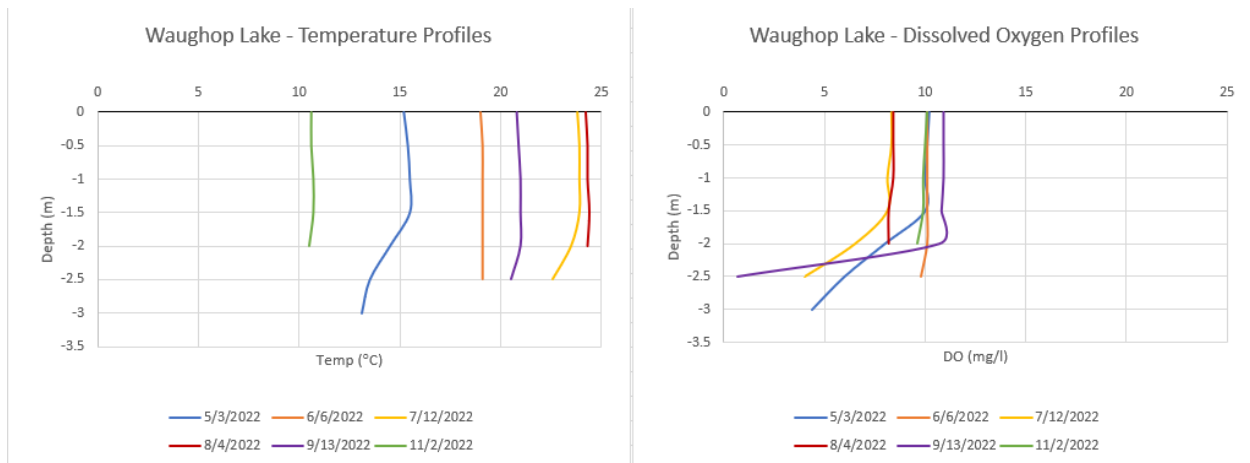 Waughop Lake - Temperature Profiles
0 5 10 15 20 25
0
-0.5
-1
-1.5
-2
-2.5
-3
-3.5
Depth (m)
Temp (°C)
5/3/2022 6/6/2022 7/12/2022
8/4/2022 9/13/2022 11/2/2022
Waughop Lake - Dissolved Oxygen Profiles
0 5 10 15 20 25
0
-0.5
-1
-1.5
-2
-2.5
-3
-3.5
Depth (m)
DO (mg/l)
5/3/2022 6/6/2022 7/12/2022
8/4/2022 9/13/2022 11/2/2022